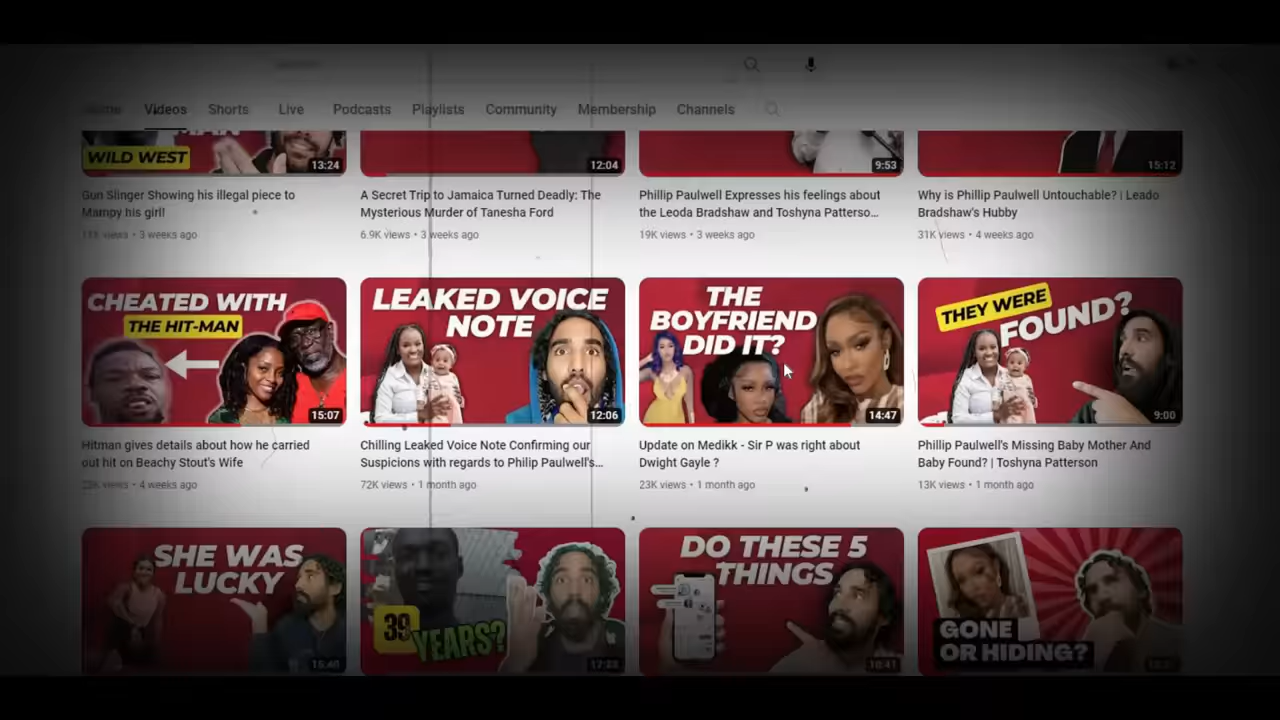 Videos Shorts Live Podcasts Playlists Community Membership Channels
WILD WEST
13:24
12:04
9:53
15:12
Gun Slinger Showing his illegal piece to
Mampy his girl!
11K views • 3 weeks ago
A Secret Trip to Jamaica Turned Deadly: The
Mysterious Murder of Tanesha Ford
6.9K views • 3 weeks ago
Phillip Paulwell Expresses his feelings about
the Leoda Bradshaw and Toshyna Patterso...
19K views • 3 weeks ago
Why is Phillip Paulwell Untouchable? | Leado
Bradshaw's Hubby
31K views • 4 weeks ago
CHEATED WITH
THE HIT-MAN
15:07
LEAKED VOICE
NOTE
12:06
THE
BOYFRIEND
DID IT?
14:47
THEY WERE
FOUND?
9:00
Hitman gives details about how he carried
out hit on Beachy Stout's Wife
views • 4 weeks ago
Chilling Leaked Voice Note Confirming our
Suspicions with regards to Philip Paulwell's...
72K views • 1 month ago
Update on Medikk - Sir P was right about
Dwight Gayle ?
23K views • 1 month ago
Phillip Paulwell's Missing Baby Mother And
Baby Found? | Toshyna Patterson
13K views • 1 month ago
SHE WAS
LUCKY
15:40
39
YEARS?
DO THESE 5
THINGS
10:41
GONE
OR HIDING?